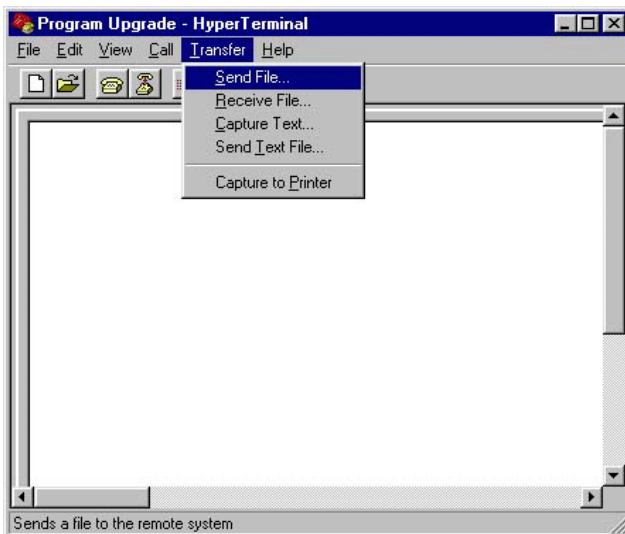 Program Upgrade - HyperTerminal
File Edit View Call Transfer Help
Send File...
Receive File...
Capture Text...
Send Text File...
Capture to Printer
Sends a file to the remote system